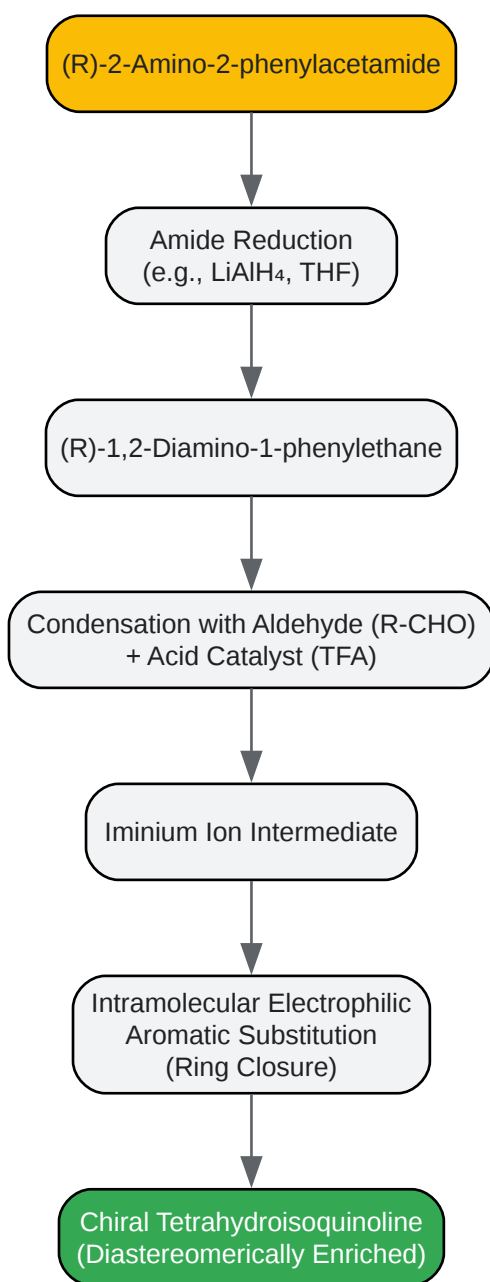 (R)-2-Amino-2-phenylacetamide
Amide Reduction
(e.g., LiAlH₄, THF)
(R)-1,2-Diamino-1-phenylethane
Condensation with Aldehyde (R-CHO)
+ Acid Catalyst (TFA)
Iminium Ion Intermediate
Intramolecular Electrophilic
Aromatic Substitution
(Ring Closure)
Chiral Tetrahydroisoquinoline
(Diastereomerically Enriched)